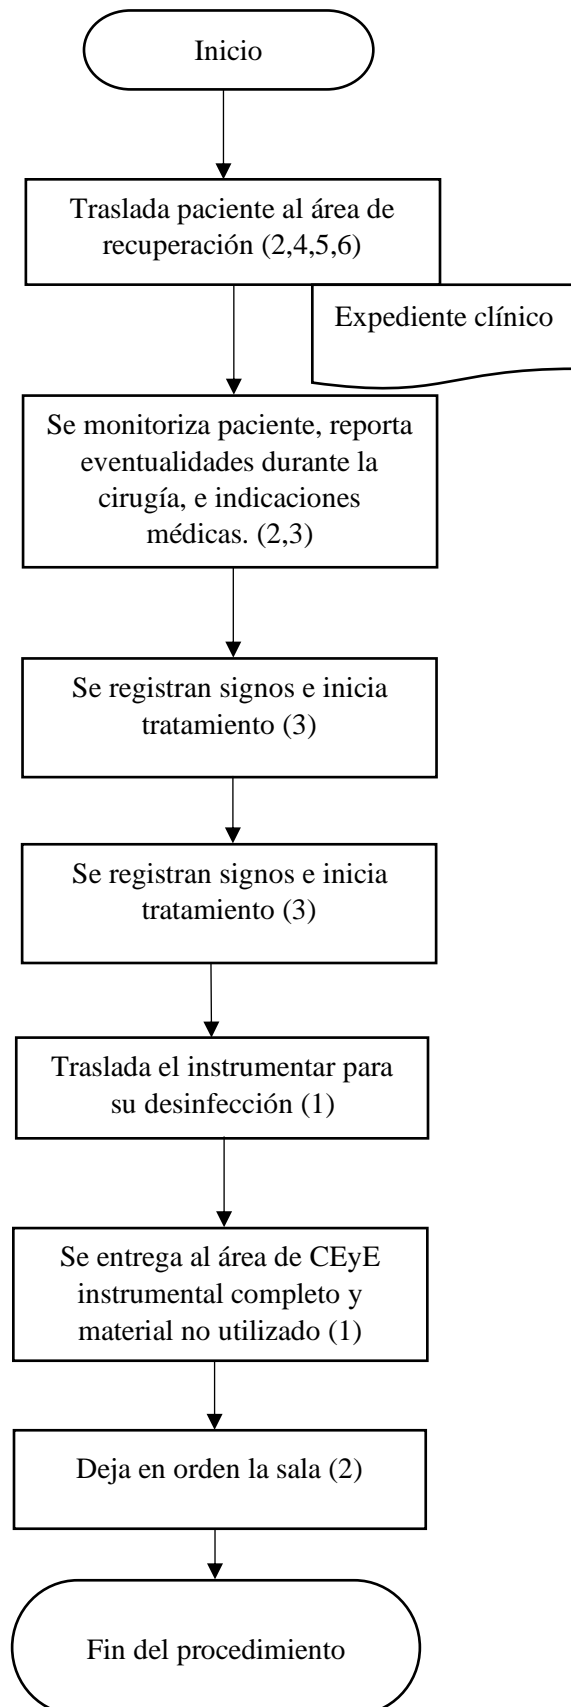 Inicio
Traslada paciente al área de
recuperación (2,4,5,6)
Expediente clínico
Se monitoriza paciente, reporta
eventualidades durante la
cirugía, e indicaciones
médicas. (2,3)
Se registran signos e inicia
tratamiento (3)
Se registran signos e inicia
tratamiento (3)
Traslada el instrumentar para
su desinfección (1)
Se entrega al área de CEyE
instrumental completo y
material no utilizado (1)
Deja en orden la sala (2)
Fin del procedimiento